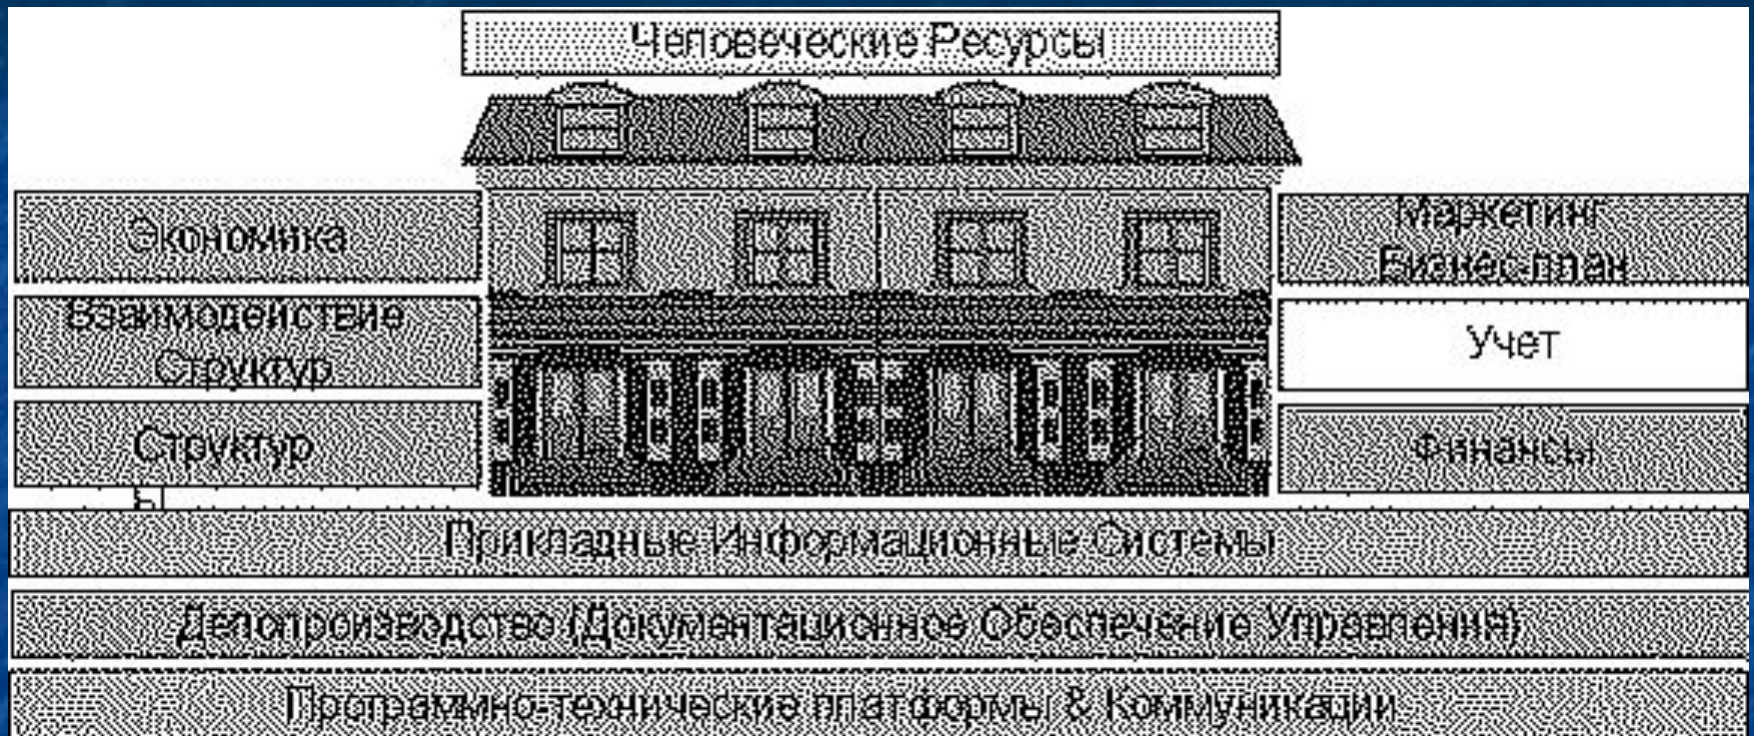 Человеческие Ресурсы
Экономика
Маркетинг
Бизнес-план
Взаимодействие
Структур
Учет
Структур
ы
Финансы
Прикладные Информационные Системы
Делопроизводство (Документационное Обеспечение Управления)
Программно-технические платформы & Коммуникации